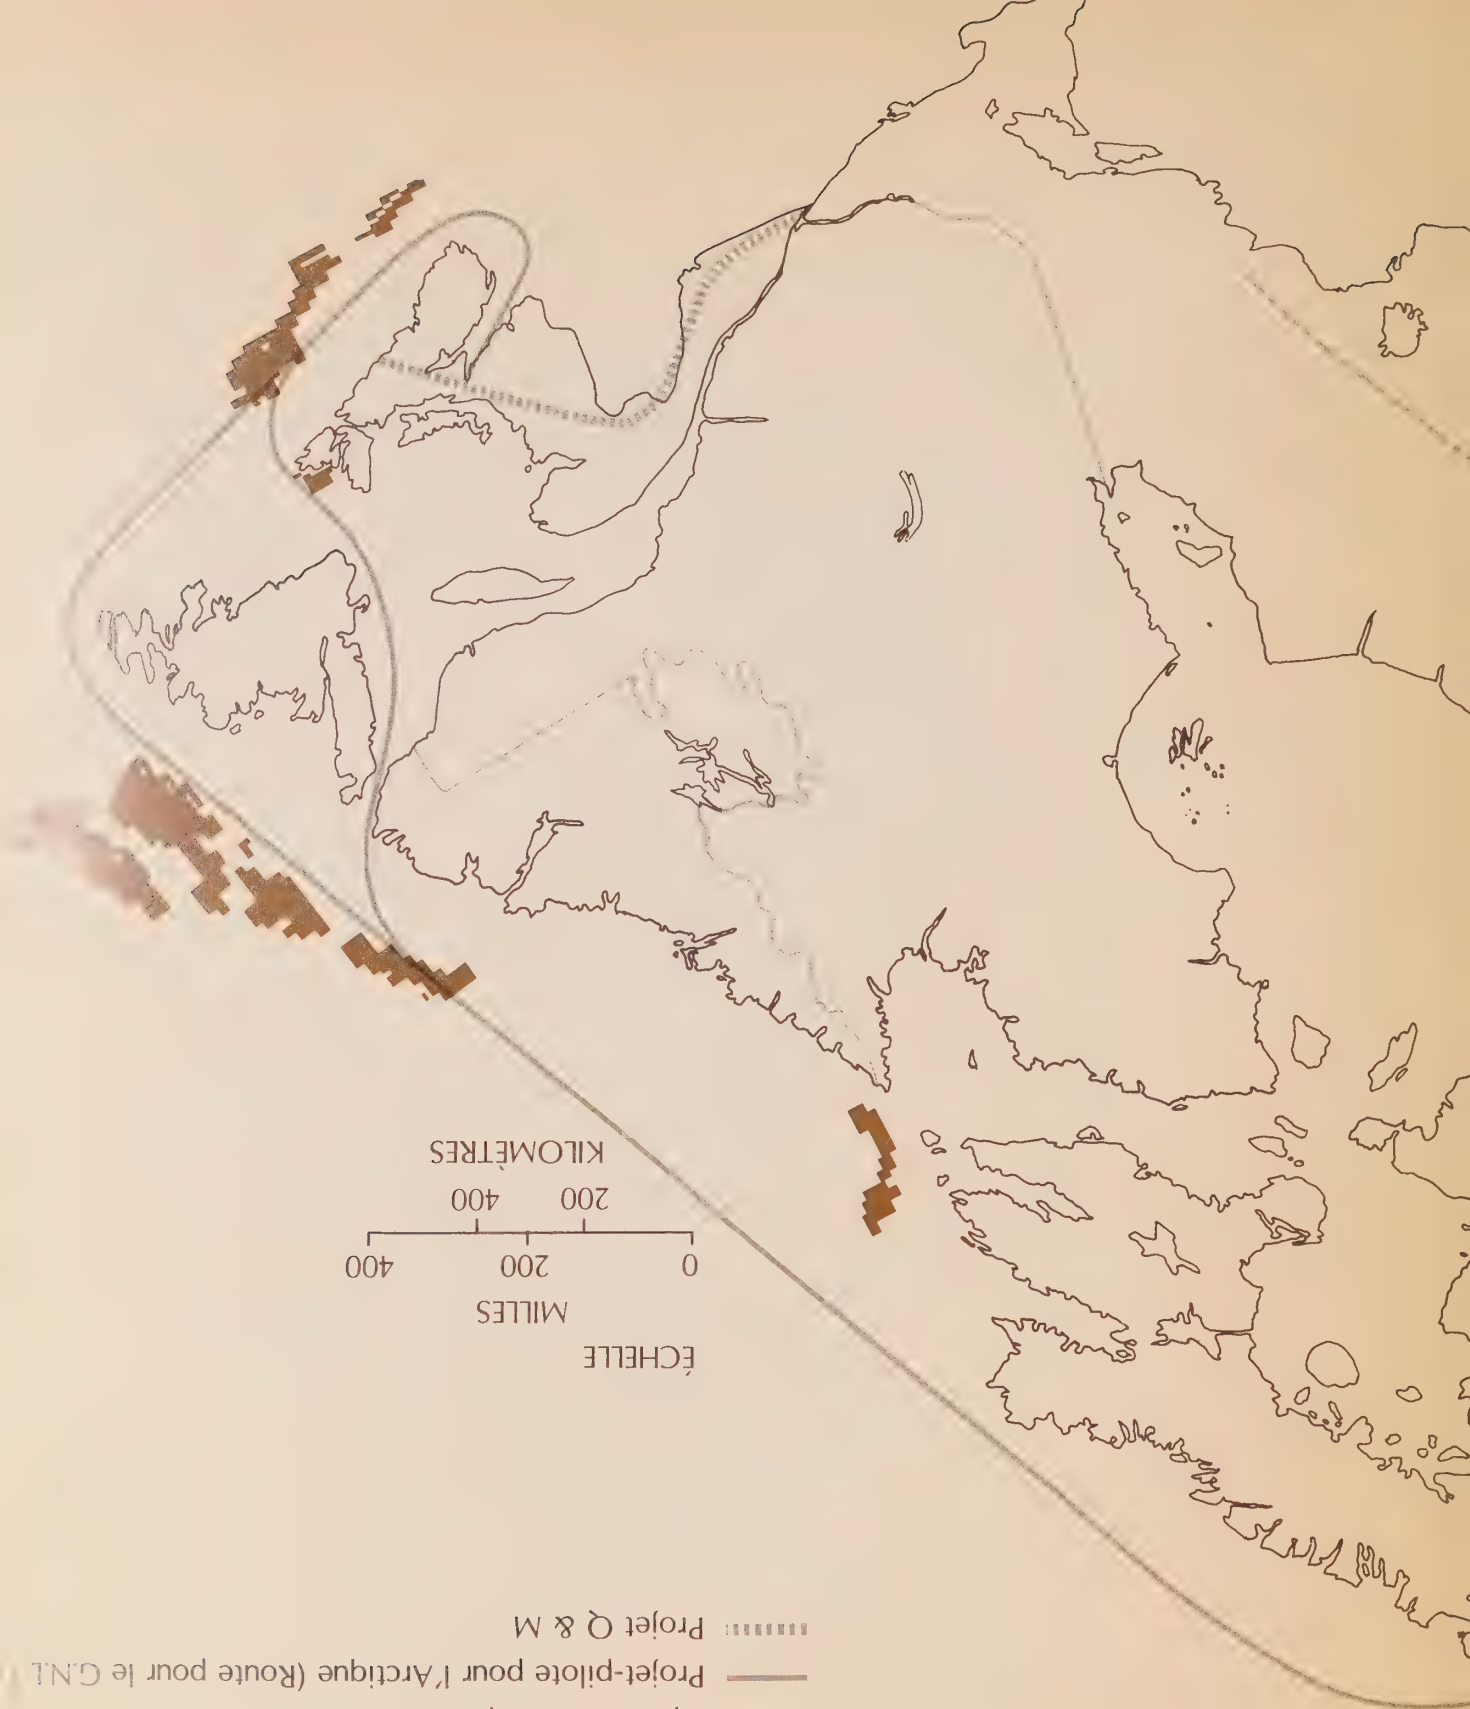 Projet-pilote pour l'Arctique (Route pour le G.N.L
Projet Q & M
ÉCHELLE
MILLES
0 200 400
200 400
KILOMÈTRES